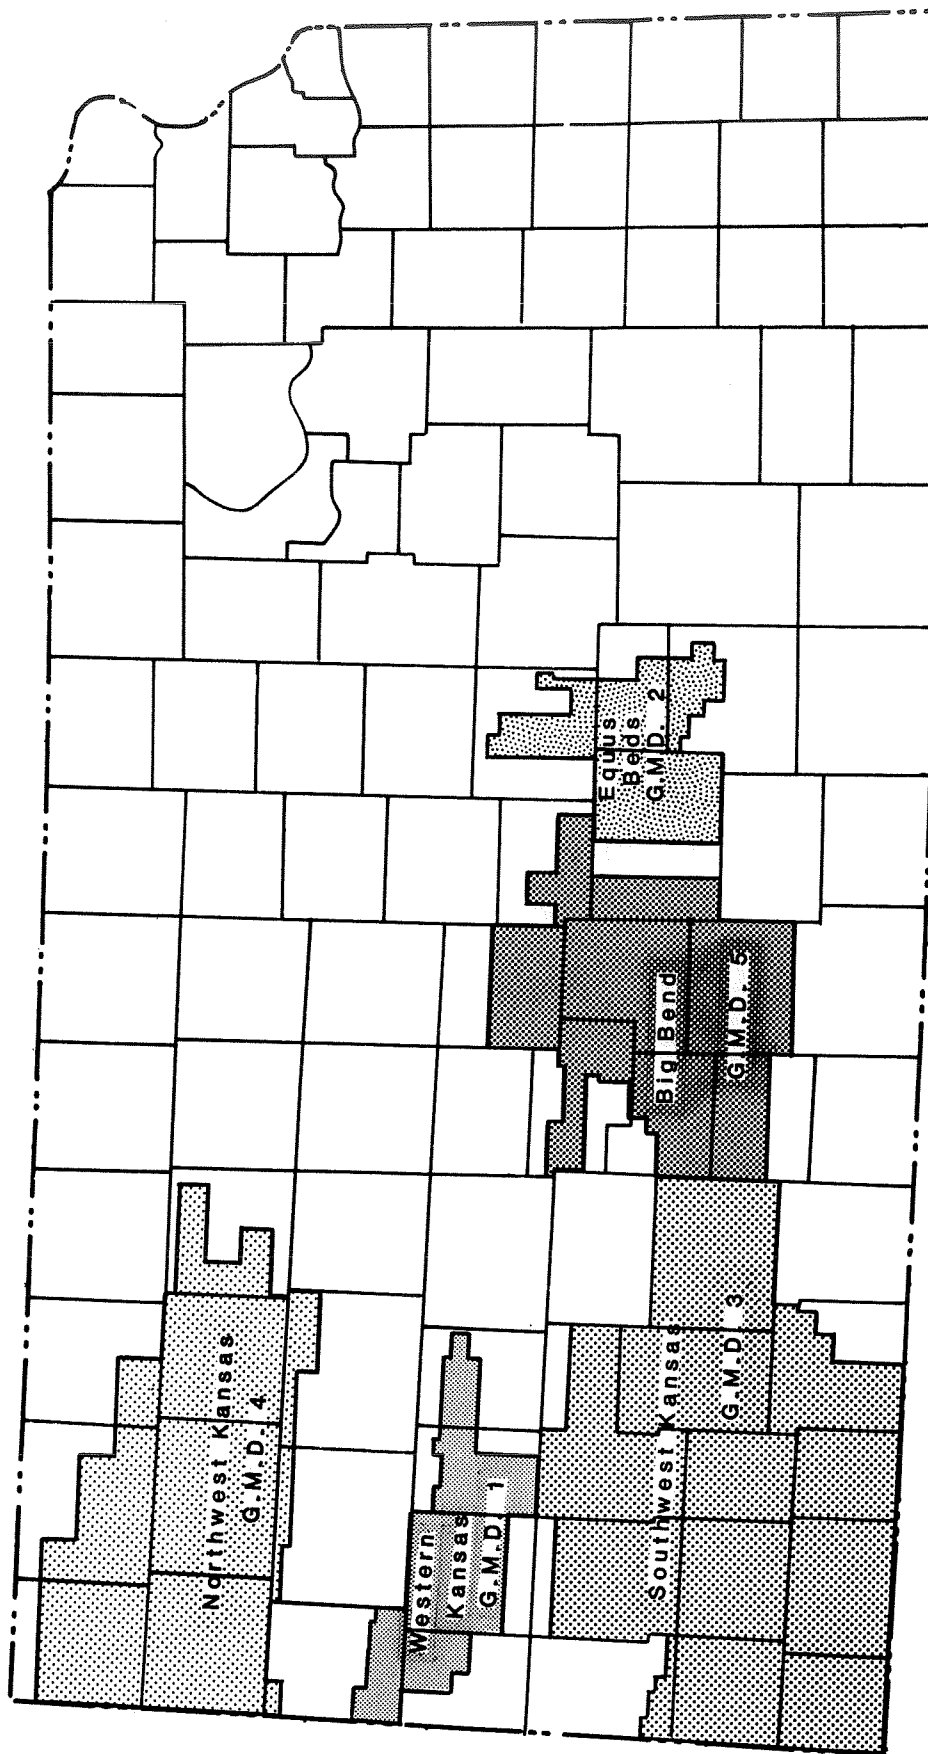 Northwest Kansas
G.M.D. 4
Western
Kansas
G.M.D. 1
Southwest Kansas
G.M.D. 3
Big Bend
G.M.D. 5
Equus
Beds
G.M.D. 2